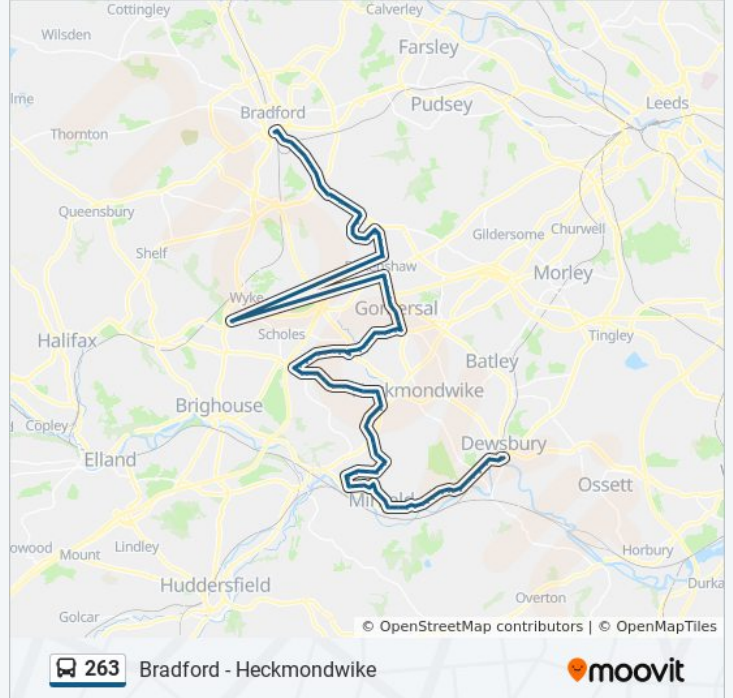 Cottingley
Calverley
Wilsden
Farsley
Leeds
Bradford
Pudsey
Thornton
Queensbury
Gildersome
Churwell
Shelf
Morley
Wyke
Gomersal
Halifax
Scholes
Tingley
Batley
kmondwike
Brighouse
Copley
Dewsbury
Elland
Ossett
Lindley
Mount
Horbury
Huddersfield
Overton
Golcar
© OpenStreetMap contributors | © OpenMapTiles
263 Bradford - Heckmondwike
moovit